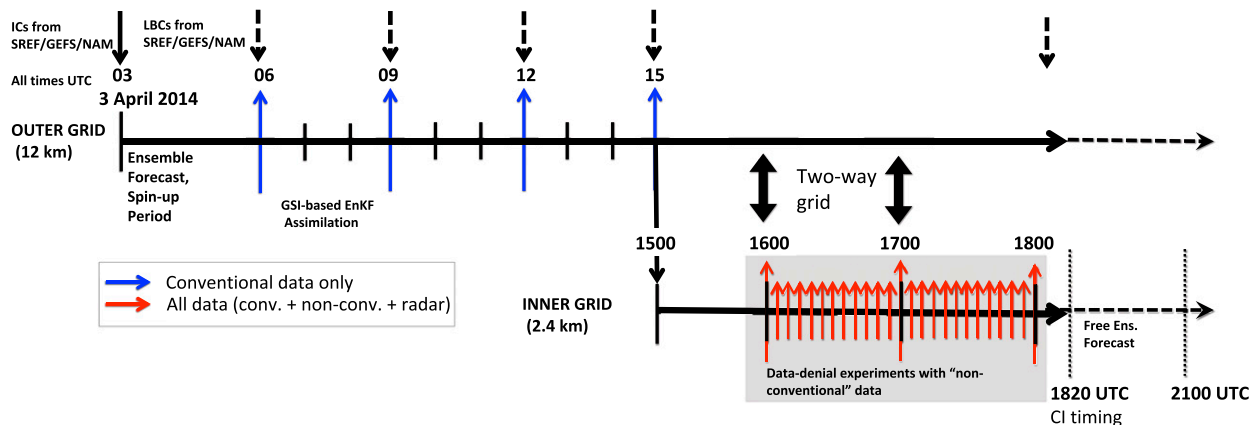 ICs from
SREF/GEFS/NAM
LBCs from
SREF/GEFS/NAM
All times UTC
03
06
09
12
15
3 April 2014
OUTER GRID
(12 km)
Ensemble
Forecast,
Spin-up
Period
GSI-based EnKF
Assimilation
Two-way
grid
1500
1600
1700
1800
Conventional data only
All data (conv. + non-conv. + radar)
INNER GRID
(2.4 km)
Free Ens.
Forecast
Data-denial experiments with “non-
conventional” data
1820 UTC
CI timing
2100 UTC